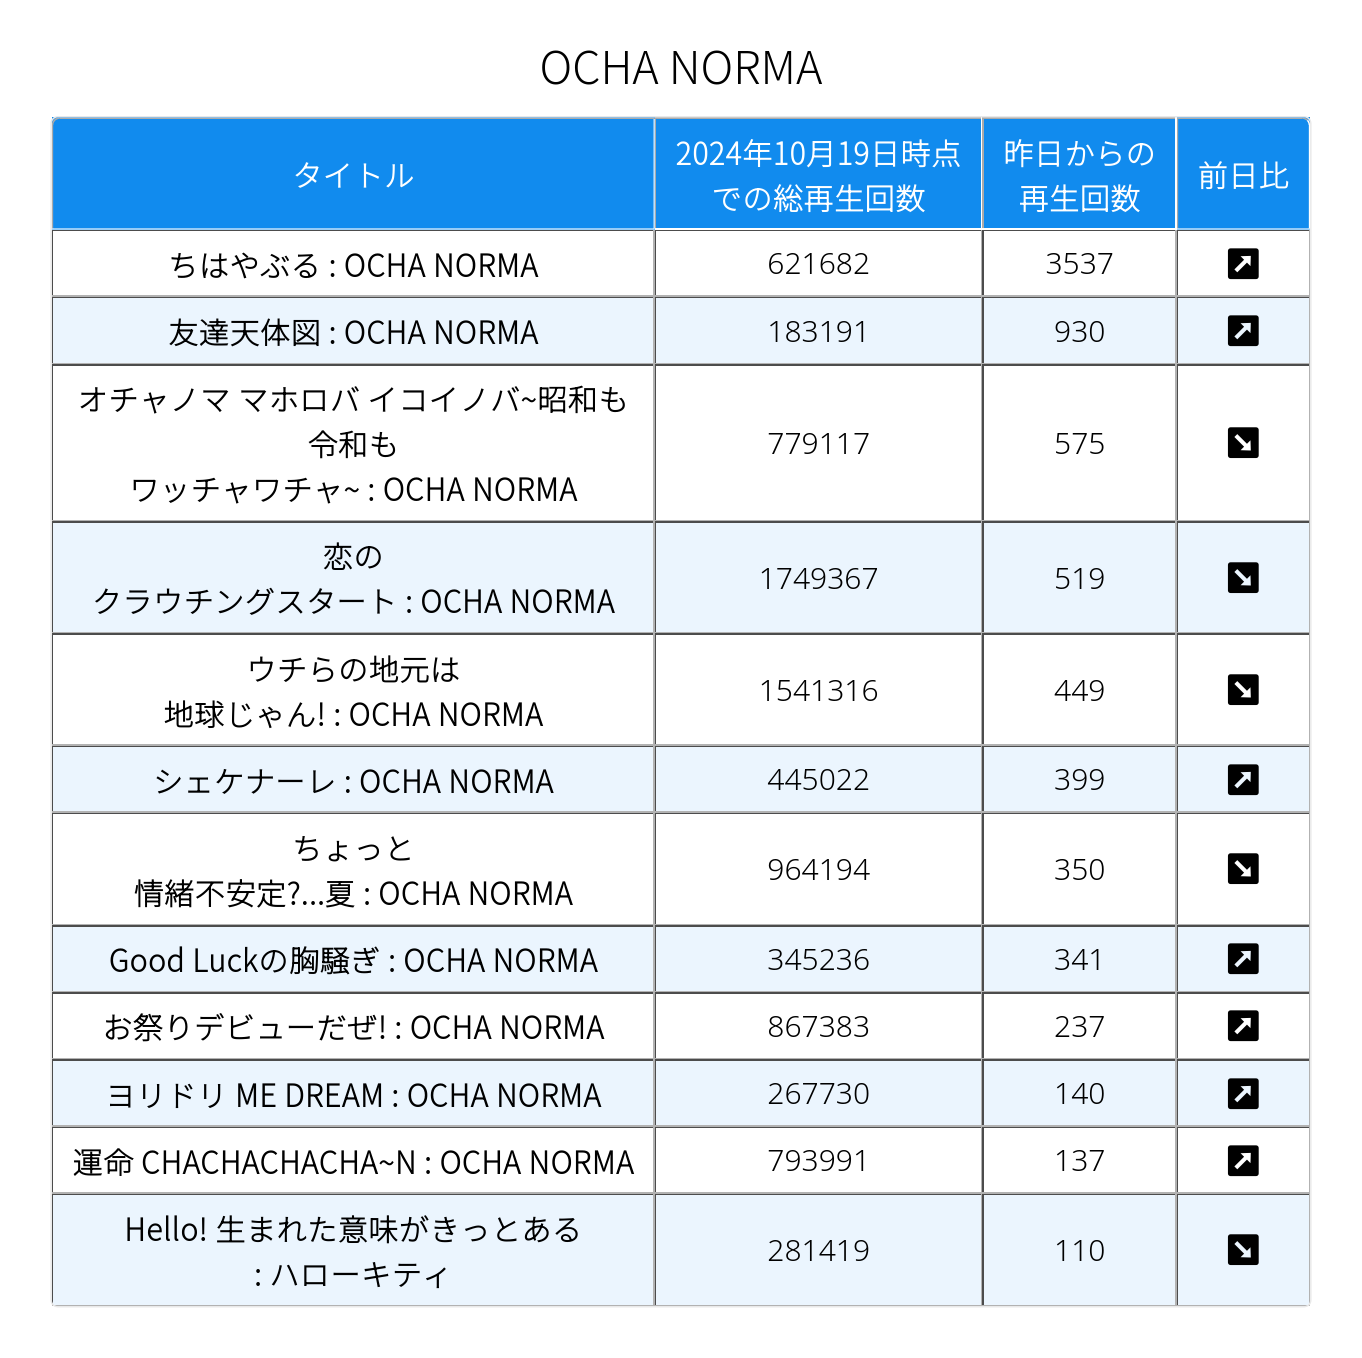 OCHA NORMA
タイトル
2024年10月19日時点
での総再生回数
昨日からの
再生回数
前日比
ちはやぶる : OCHA NORMA
621682
3537
友達天体図 : OCHA NORMA
183191
930
オチャノマ マホロバ イコイノバ~昭和も
令和も
ワッチャワチャ~ : OCHA NORMA
779117
575
恋の
クラウチングスタート : OCHA NORMA
1749367
519
ウチらの地元は
地球じゃん! : OCHA NORMA
1541316
449
シェケナーレ : OCHA NORMA
445022
399
ちょっと
情緒不安定?...夏 : OCHA NORMA
964194
350
Good Luckの胸騒ぎ : OCHA NORMA
345236
341
お祭りデビューだぜ! : OCHA NORMA
867383
237
ヨリドリ ME DREAM : OCHA NORMA
267730
140
運命 CHACHACHACHA~N : OCHA NORMA
793991
137
Hello! 生まれた意味がきっとある
: ハローキティ
281419
110